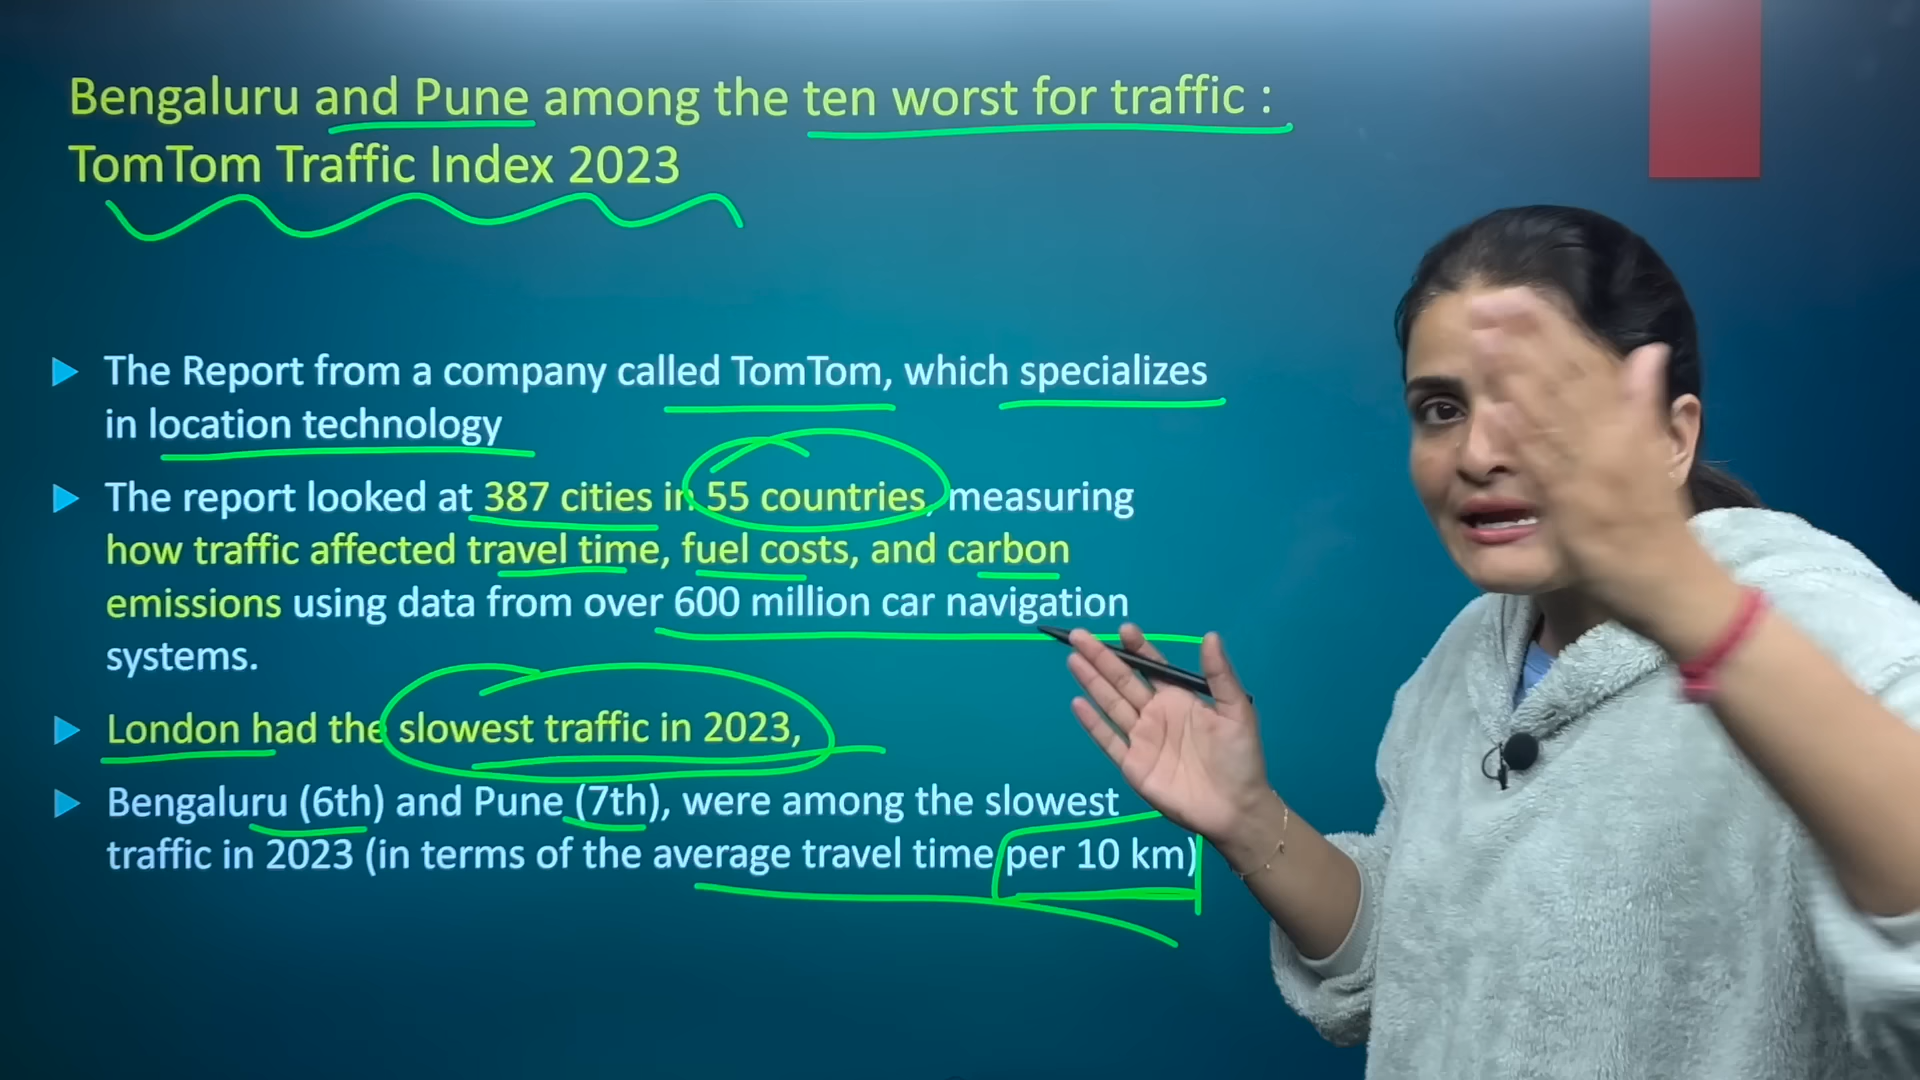 Bengaluru and Pune among the ten worst for traffic :
TomTom Traffic Index 2023
The Report from a company called TomTom, which specializes
in location technology
The report looked at 387 cities in 55 countries, measuring
how traffic affected travel time, fuel costs, and carbon
emissions using data from over 600 million car navigation
systems.
London had the slowest traffic in 2023,
Bengaluru (6th) and Pune (7th), were among the slowest
traffic in 2023 (in terms of the average travel time per 10 km)